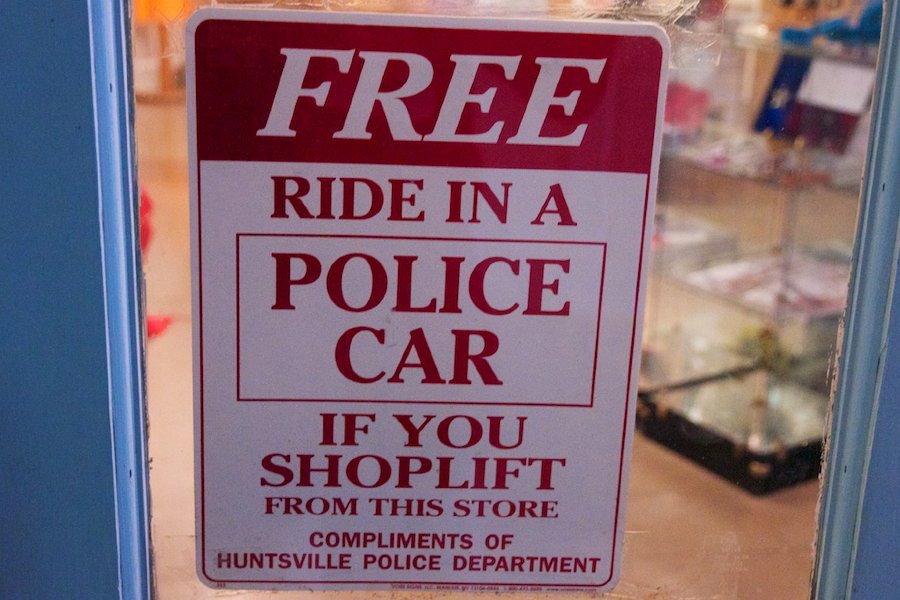 FREE
RIDE IN A
POLICE
CAR
IF YOU
SHOPLIFT
FROM THIS STORE
COMPLIMENTS OF
HUNTSVILLE POLICE DEPARTMENT